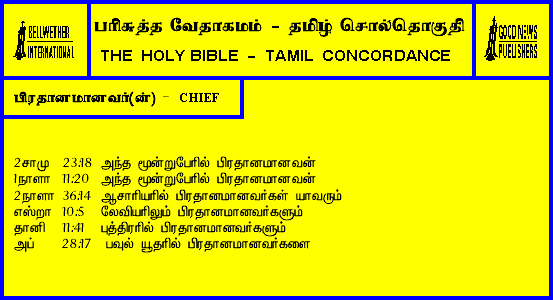 BELLWETHER
INTERNATIONAL
பரிசுத்த வேதாகமம் - தமிழ் சொல்தொகுதி
THE HOLY BIBLE - TAMIL CONCORDANCE
GOOD NEWS
PUBLISHERS
பிரதானமானவர்(ன்) - CHIEF
2சாமு 23:18 அந்த மூன்றுபேரில் பிரதானமானவன்
1நாளா 11:20 அந்த மூன்றுபேரில் பிரதானமானவன்
2நாளா 36:14 ஆசாரியரில் பிரதானமானவர்கள் யாவரும்
எஸ்றா 10:5 லேவியரிலும் பிரதானமானவர்களும்
தானி 11:41 புத்திரரில் பிரதானமானவர்களும்
அப் 28:17 பவுல் யூதரில் பிரதானமானவர்களை